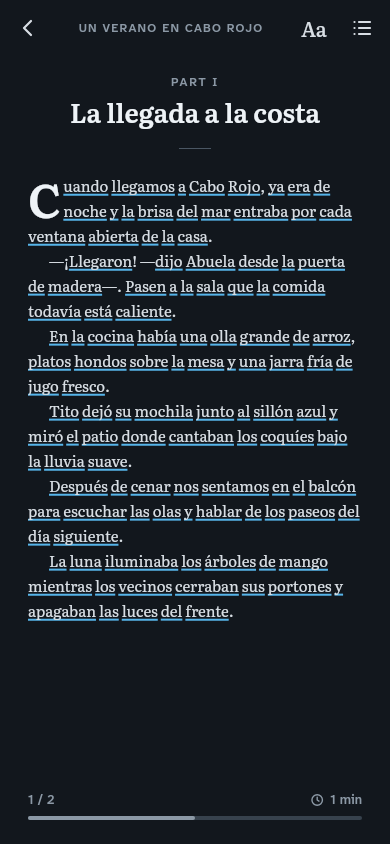 UN VERANO EN CABO ROJO
Aa
PART I
La llegada a la costa
Cuando llegamos a Cabo Rojo, ya era de
noche y la brisa del mar entraba por cada
ventana abierta de la casa.
—¡Llegaron! —dijo Abuela desde la puerta
de madera—. Pasen a la sala que la comida
todavía está caliente.
En la cocina había una olla grande de arroz,
platos hondos sobre la mesa y una jarra fría de
jugo fresco.
Tito dejó su mochila junto al sillón azul y
miró el patio donde cantaban los coquíes bajo
la lluvia suave.
Después de cenar nos sentamos en el balcón
para escuchar las olas y hablar de los paseos del
día siguiente.
La luna iluminaba los árboles de mango
mientras los vecinos cerraban sus portones y
apagaban las luces del frente.
1 / 2
1 min